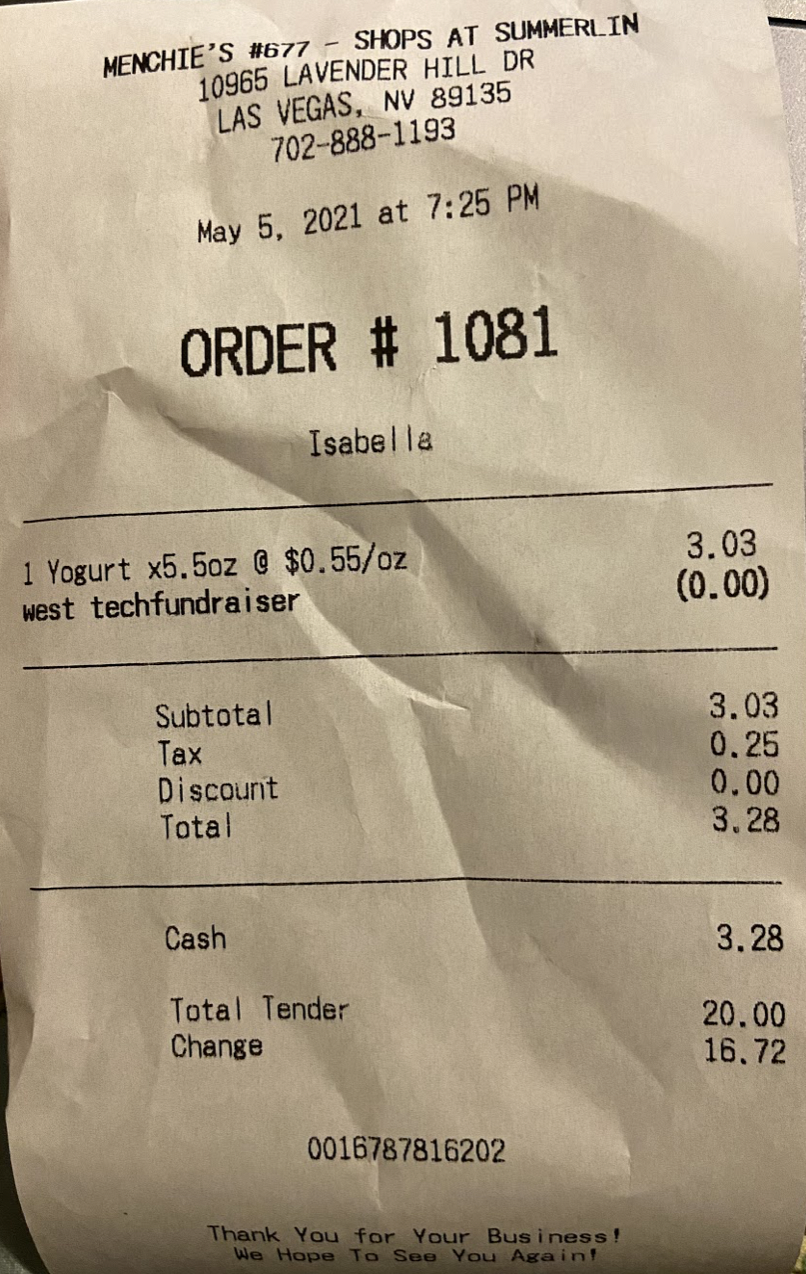 MENCHIE'S #677 - SHOPS AT SUMMERLIN
10965 LAVENDER HILL DR
LAS VEGAS, NV 89135
702-888-1193
May 5, 2021 at 7:25 PM
ORDER # 1081
Isabella
1 Yogurt x5.5oz @ $0.55/oz 3.03
west techfundraiser (0.00)
Subtotal 3.03
Tax 0.25
Discount 0.00
Total 3.28
Cash 3.28
Total Tender 20.00
Change 16.72
0016787816202
Thank You for Your Business!
We Hope To See You Again!